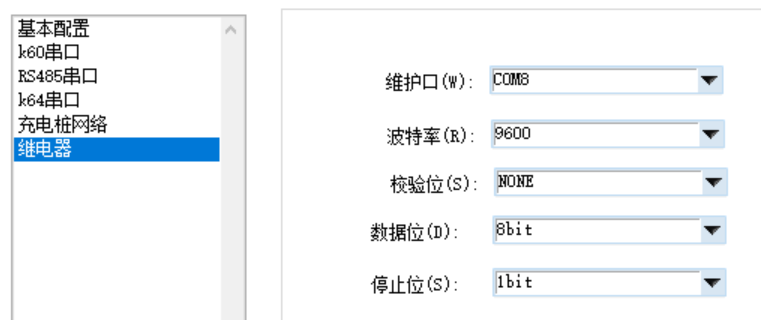 基本配置
k60串口
RS485串口
k64串口
充电桩网络
继电器
维护口(W): COM8
波特率(R): 9600
校验位(S): NONE
数据位(D): 8bit
停止位(S): 1bit